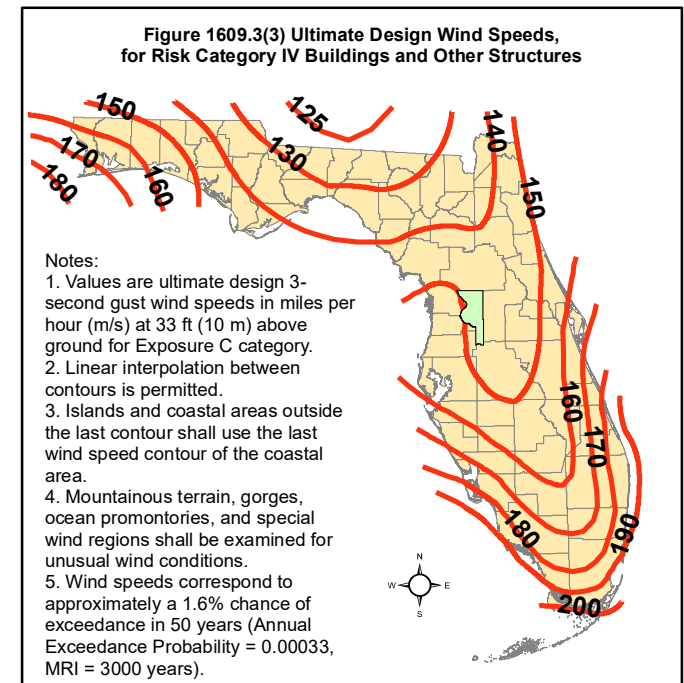 Figure 1609.3(3) Ultimate Design Wind Speeds,
for Risk Category IV Buildings and Other Structures
150
125
170
130
140
180
160
150
Notes:
1. Values are ultimate design 3-
second gust wind speeds in miles per
hour (m/s) at 33 ft (10 m) above
ground for Exposure C category.
2. Linear interpolation between
contours is permitted.
3. Islands and coastal areas outside
the last contour shall use the last
wind speed contour of the coastal
area.
4. Mountainous terrain, gorges,
ocean promontories, and special
wind regions shall be examined for
unusual wind conditions.
5. Wind speeds correspond to
approximately a 1.6% chance of
exceedance in 50 years (Annual
Exceedance Probability = 0.00033,
MRI = 3000 years).
160
170
180
190
200
N
W E
S